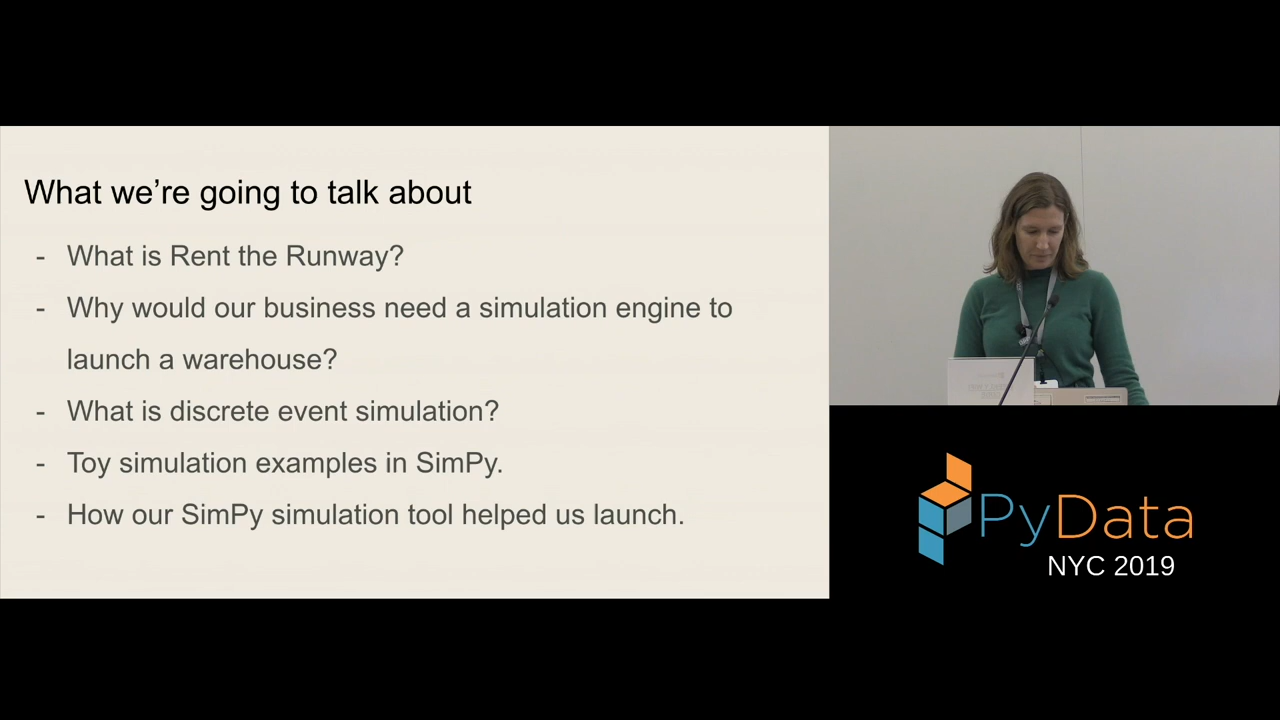 What we're going to talk about
- What is Rent the Runway?
- Why would our business need a simulation engine to
launch a warehouse?
- What is discrete event simulation?
- Toy simulation examples in SimPy.
- How our SimPy simulation tool helped us launch.
PyData
NYC 2019